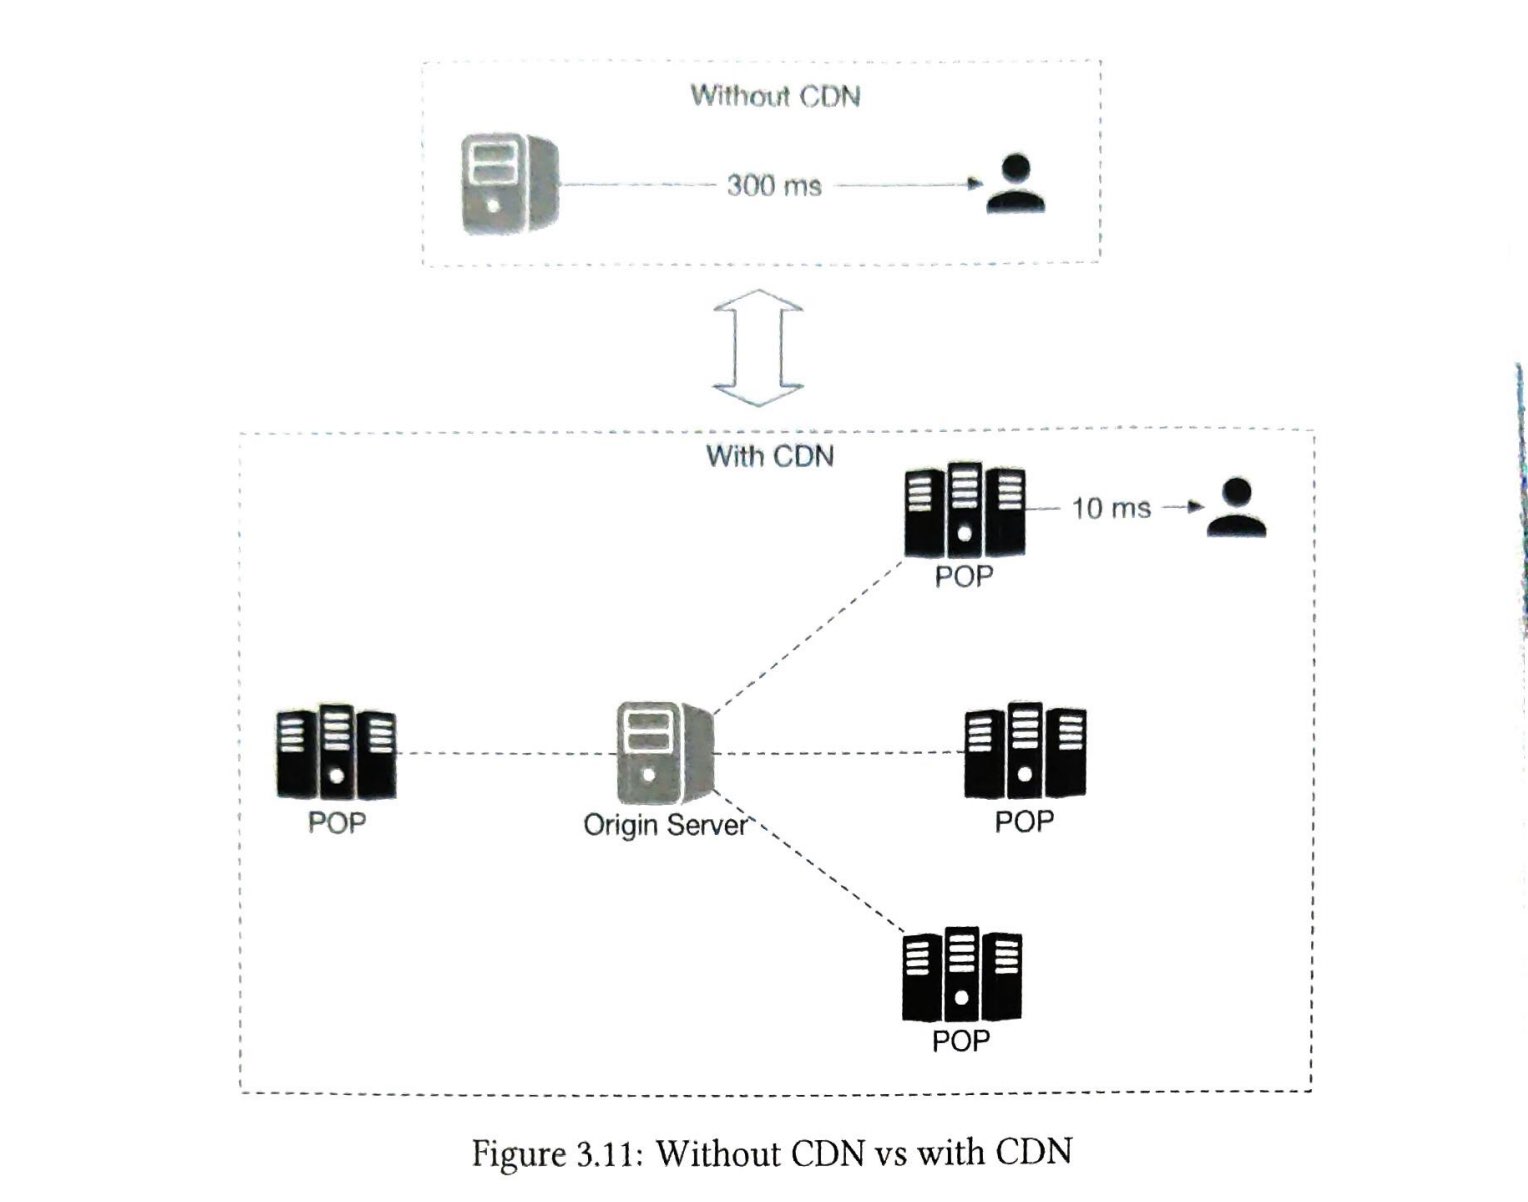 Without CDN
300 ms
With CDN
10 ms
POP
POP
Origin Server
POP
POP
Figure 3.11: Without CDN vs with CDN